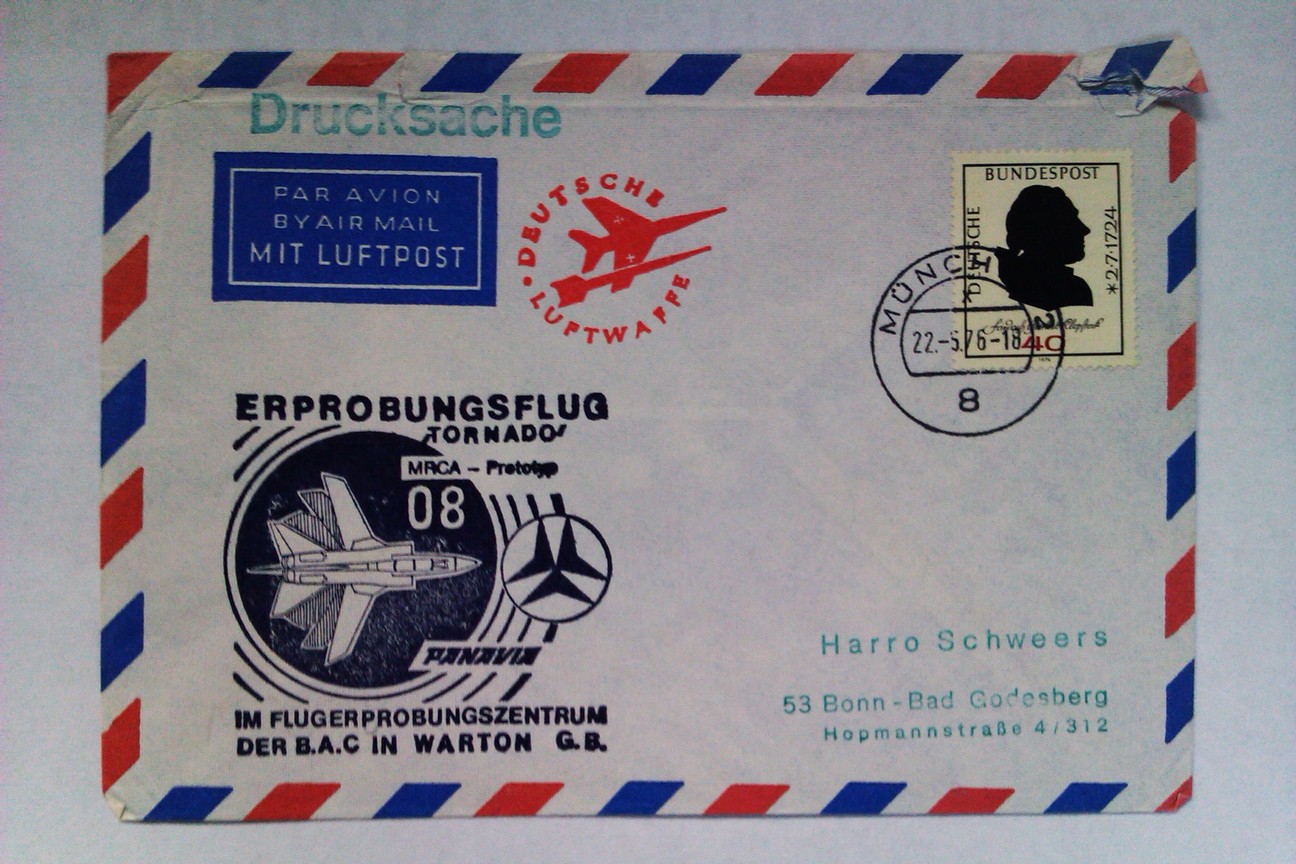 Drucksache
PAR AVION
BY AIR MAIL
MIT LUFTPOST
DEUTSCHE
LUFTWAFFE
DEUTSCHE
BUNDESPOST
*2·7·1724
40
MÜNCH
2
22.-5.76-18
8
ERPROBUNGSFLUG
'TORNADO'
MRCA - Prototyp
08
PANAVIA
IM FLUGERPROBUNGSZENTRUM
DER B.A.C IN WARTON G.B.
Harro Schweers
53 Bonn-Bad Godesberg
Hopmannstraße 4/312